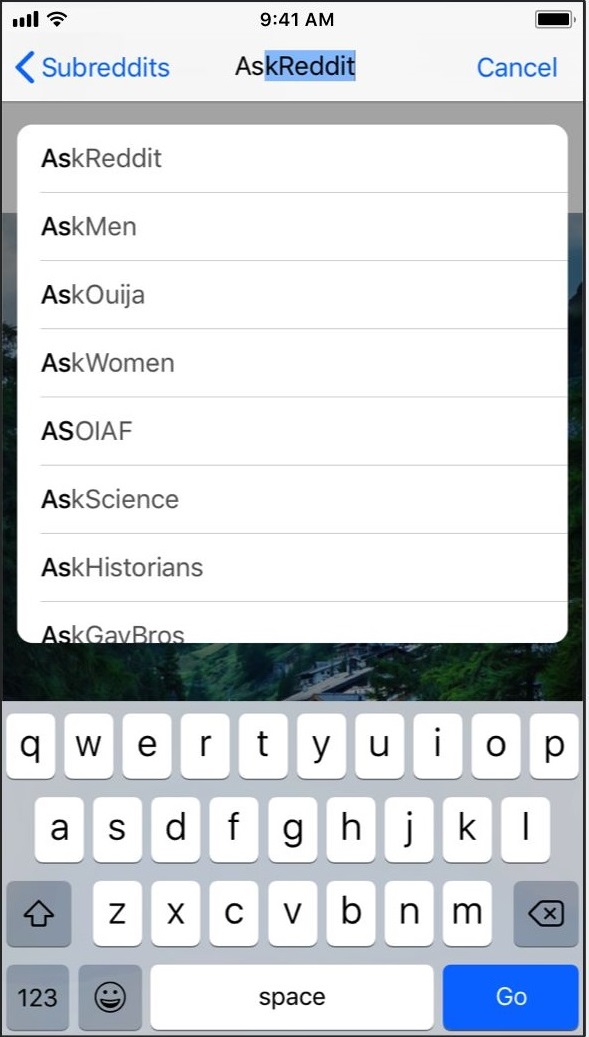 9:41 AM
Subreddits AskReddit Cancel
AskReddit
AskMen
AskOuija
AskWomen
ASOIAF
AskScience
AskHistorians
AskGayBros
q w e r t y u i o p
a s d f g h j k l
z x c v b n m
123 space Go